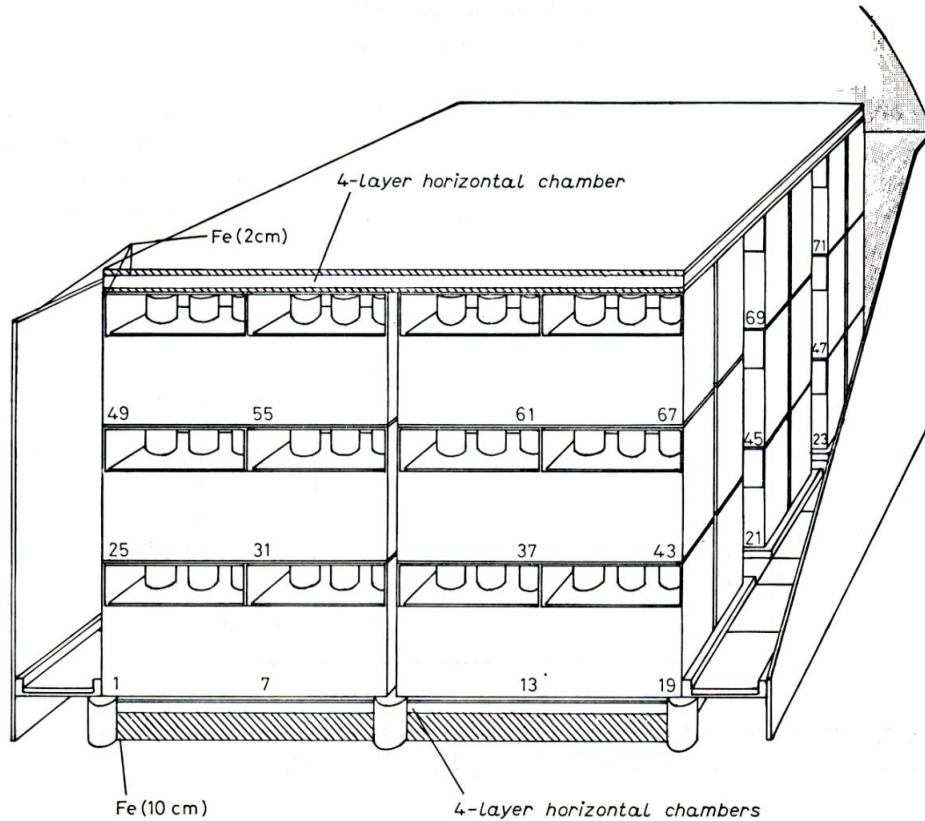 4-layer horizontal chamber
Fe(2cm)
71
69
47
49 55 61 67
45
23
25 31 37 43
21
1 7 13 19
Fe(10 cm)
4-layer horizontal chambers